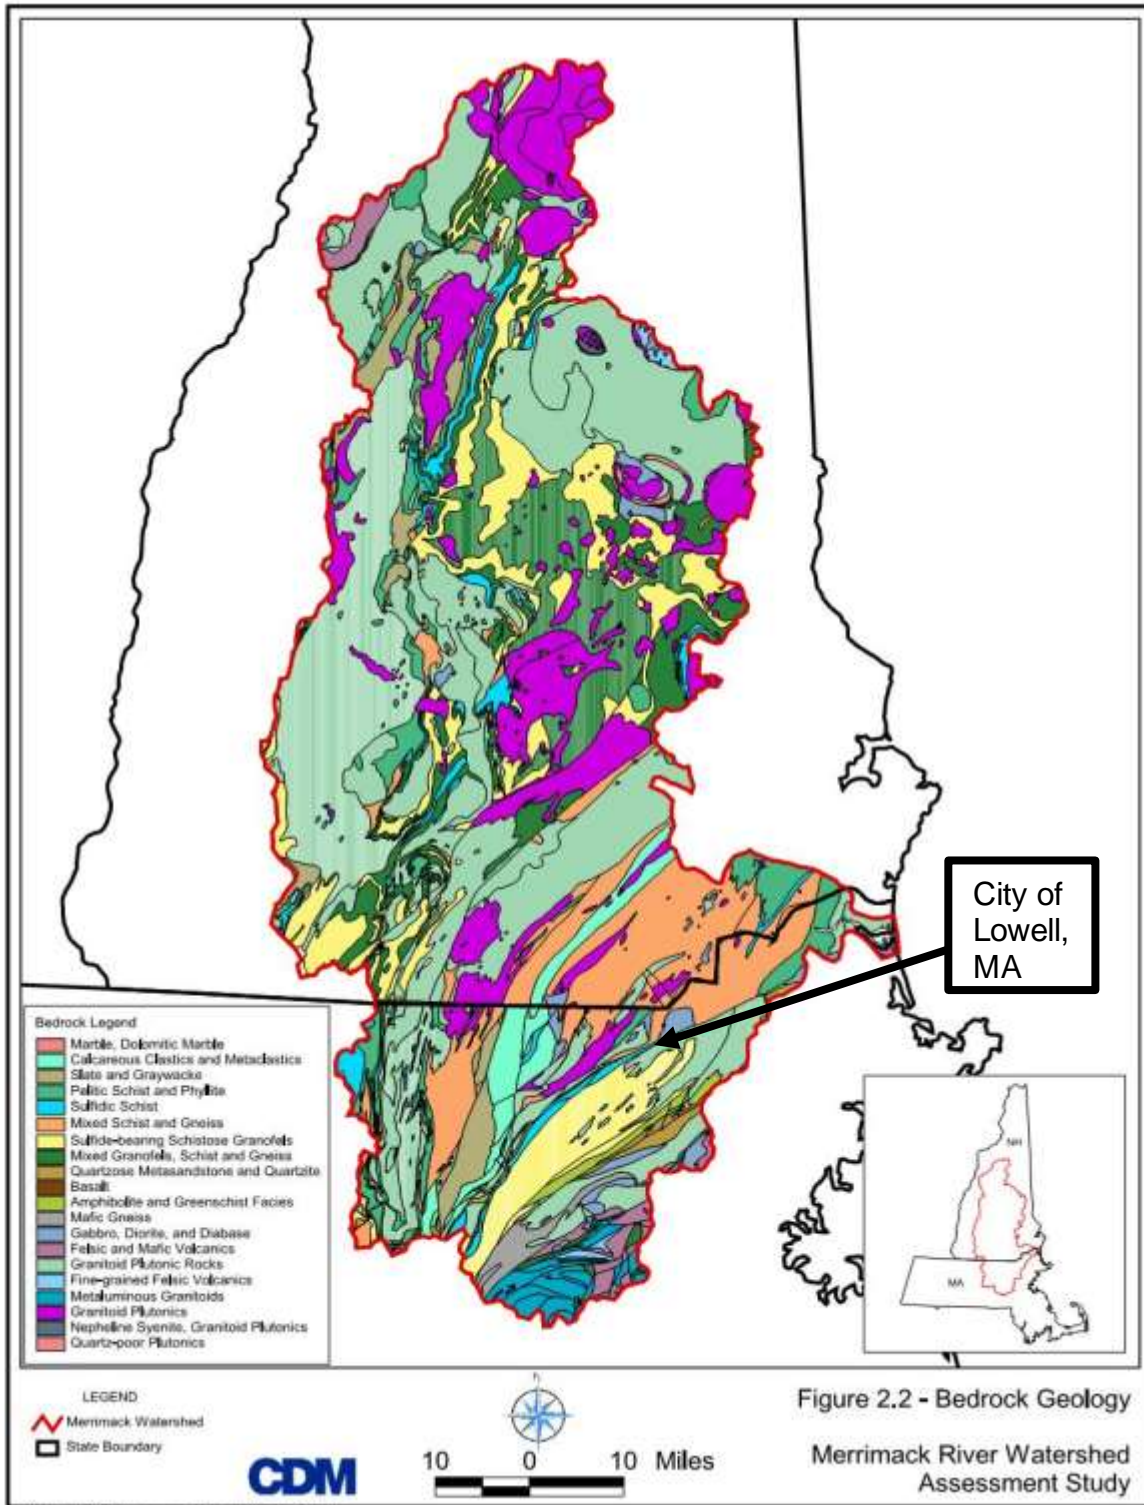 City of
Lowell,
MA
Bedrock Legend
Marble, Dolomitic Marble
Calcareous Clastics and Metaclastics
Slate and Graywacke
Pelitic Schist and Phyllite
Sulfidic Schist
Mixed Schist and Gneiss
Sulfide-bearing Schistose Granofels
Mixed Granofels, Schist and Gneiss
Quartzose Metasandstone and Quartzite
Basalt
Amphibolite and Greenschist Facies
Mafic Gneiss
Gabbro, Diorite, and Diabase
Felsic and Mafic Volcanics
Granitoid Plutonic Rocks
Fine-grained Felsic Volcanics
Metaluminous Granitoids
Granitoid Plutonics
Nepheline Syenite, Granitoid Plutonics
Quartz-poor Plutonics
NH
MA
LEGEND
Merrimack Watershed
State Boundary
CDM
N
10 0 10 Miles
Figure 2.2 - Bedrock Geology
Merrimack River Watershed
Assessment Study